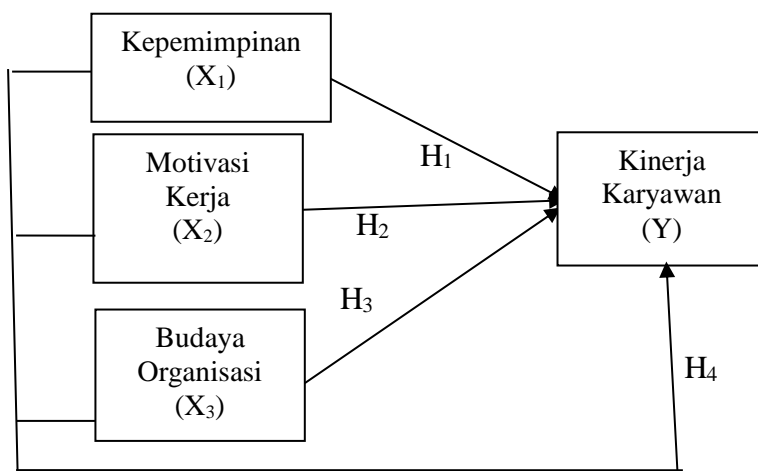 Kepemimpinan
(X₁)
Motivasi
Kerja
(X₂)
Budaya
Organisasi
(X₃)
H₁
H₂
H₃
Kinerja
Karyawan
(Y)
H₄